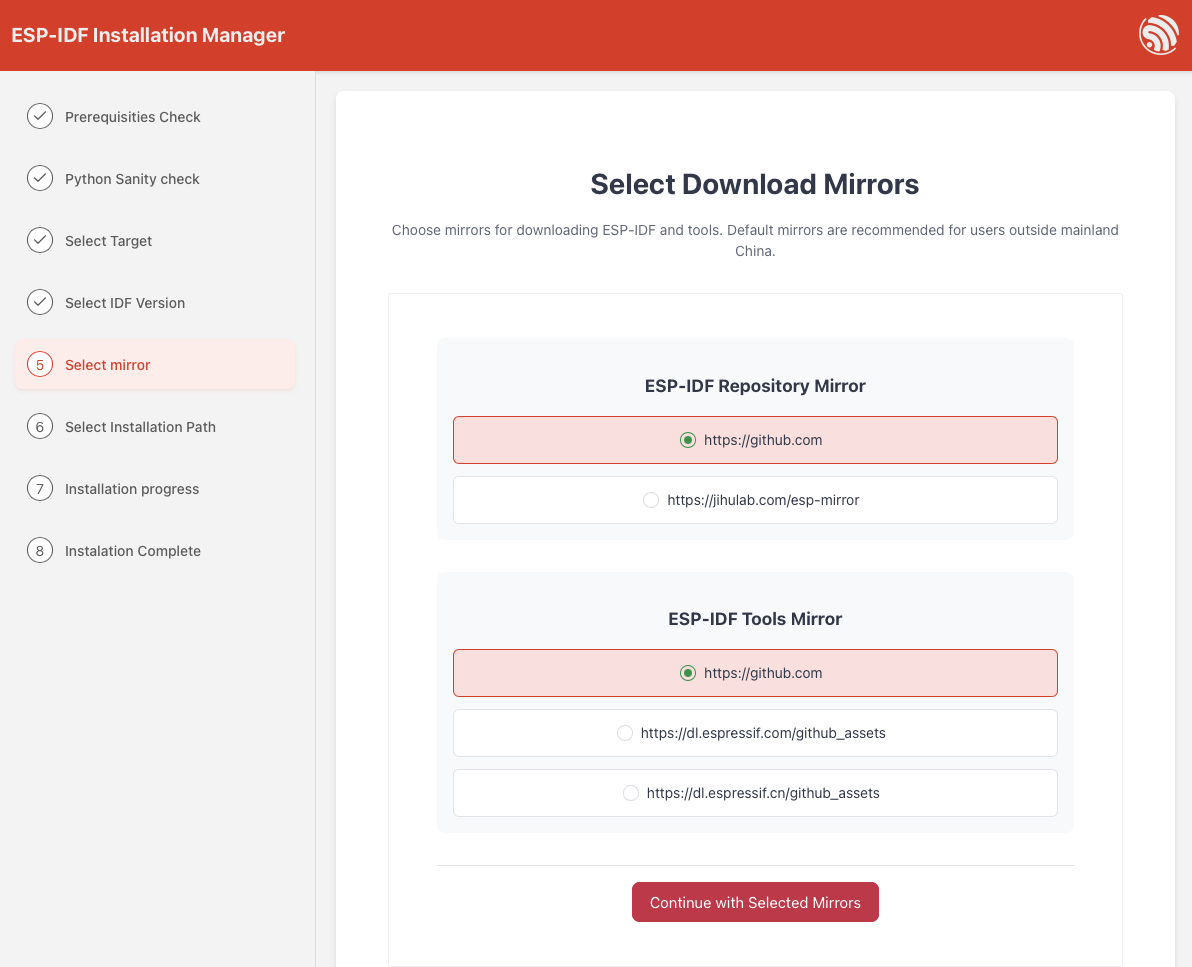 ESP-IDF Installation Manager
Prerequisities Check
Python Sanity check
Select Target
Select IDF Version
5 Select mirror
6 Select Installation Path
7 Installation progress
8 Instalation Complete
Select Download Mirrors
Choose mirrors for downloading ESP-IDF and tools. Default mirrors are recommended for users outside mainland
China.
ESP-IDF Repository Mirror
https://github.com
https://jihulab.com/esp-mirror
ESP-IDF Tools Mirror
https://github.com
https://dl.espressif.com/github_assets
https://dl.espressif.cn/github_assets
Continue with Selected Mirrors